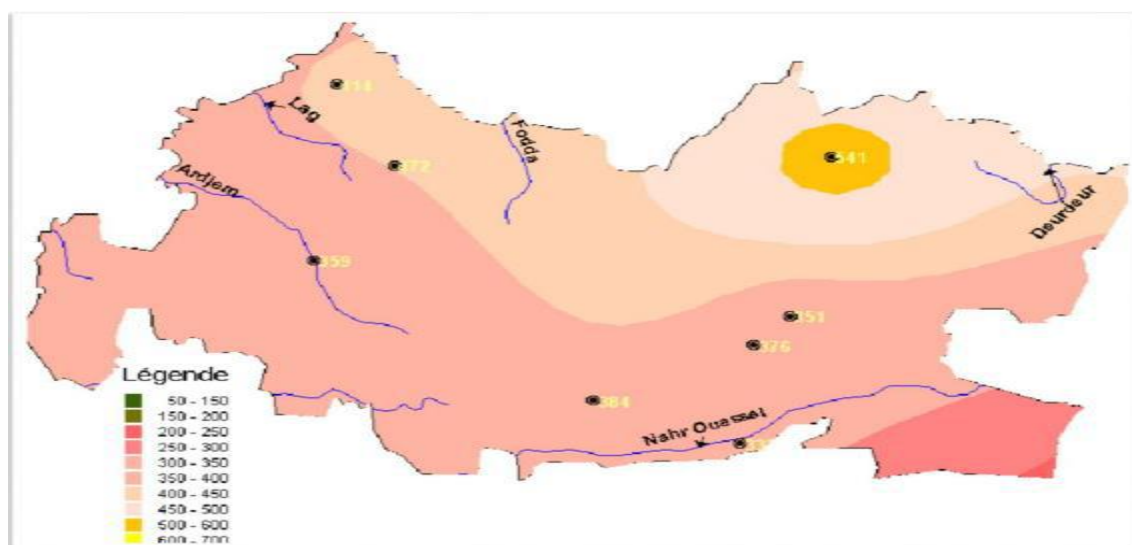 Lag
Fodda
541
372
Ardjem
Deurdeur
359
351
376
384
Nahr Ouassel
Légende
50 - 150
150 - 200
200 - 250
250 - 300
300 - 350
350 - 400
400 - 450
450 - 500
500 - 600
600 - 700